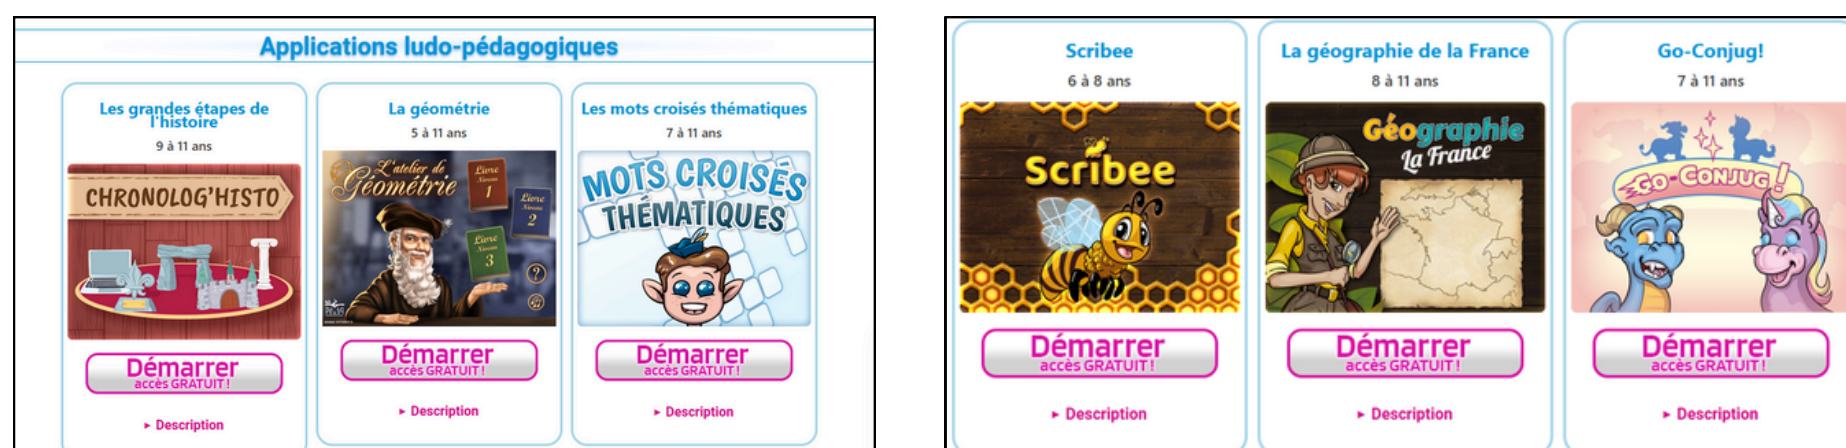 Applications ludo-pédagogiques
Les grandes étapes de
l'histoire
9 à 11 ans
CHRONOLOG'HISTO
Démarrer
accès GRATUIT !
► Description
La géométrie
5 à 11 ans
L'atelier de
Géométrie
Livre
Niveau
1
Livre
Niveau
2
Livre
Niveau
3
?
Démarrer
accès GRATUIT !
► Description
Les mots croisés thématiques
7 à 11 ans
MOTS CROISÉS
THÉMATIQUES
Démarrer
accès GRATUIT !
► Description
Scribee
6 à 8 ans
Scribee
Démarrer
accès GRATUIT !
► Description
La géographie de la France
8 à 11 ans
Géographie
La France
Démarrer
accès GRATUIT !
► Description
Go-Conjug!
7 à 11 ans
GO-CONJUG !
Démarrer
accès GRATUIT !
► Description